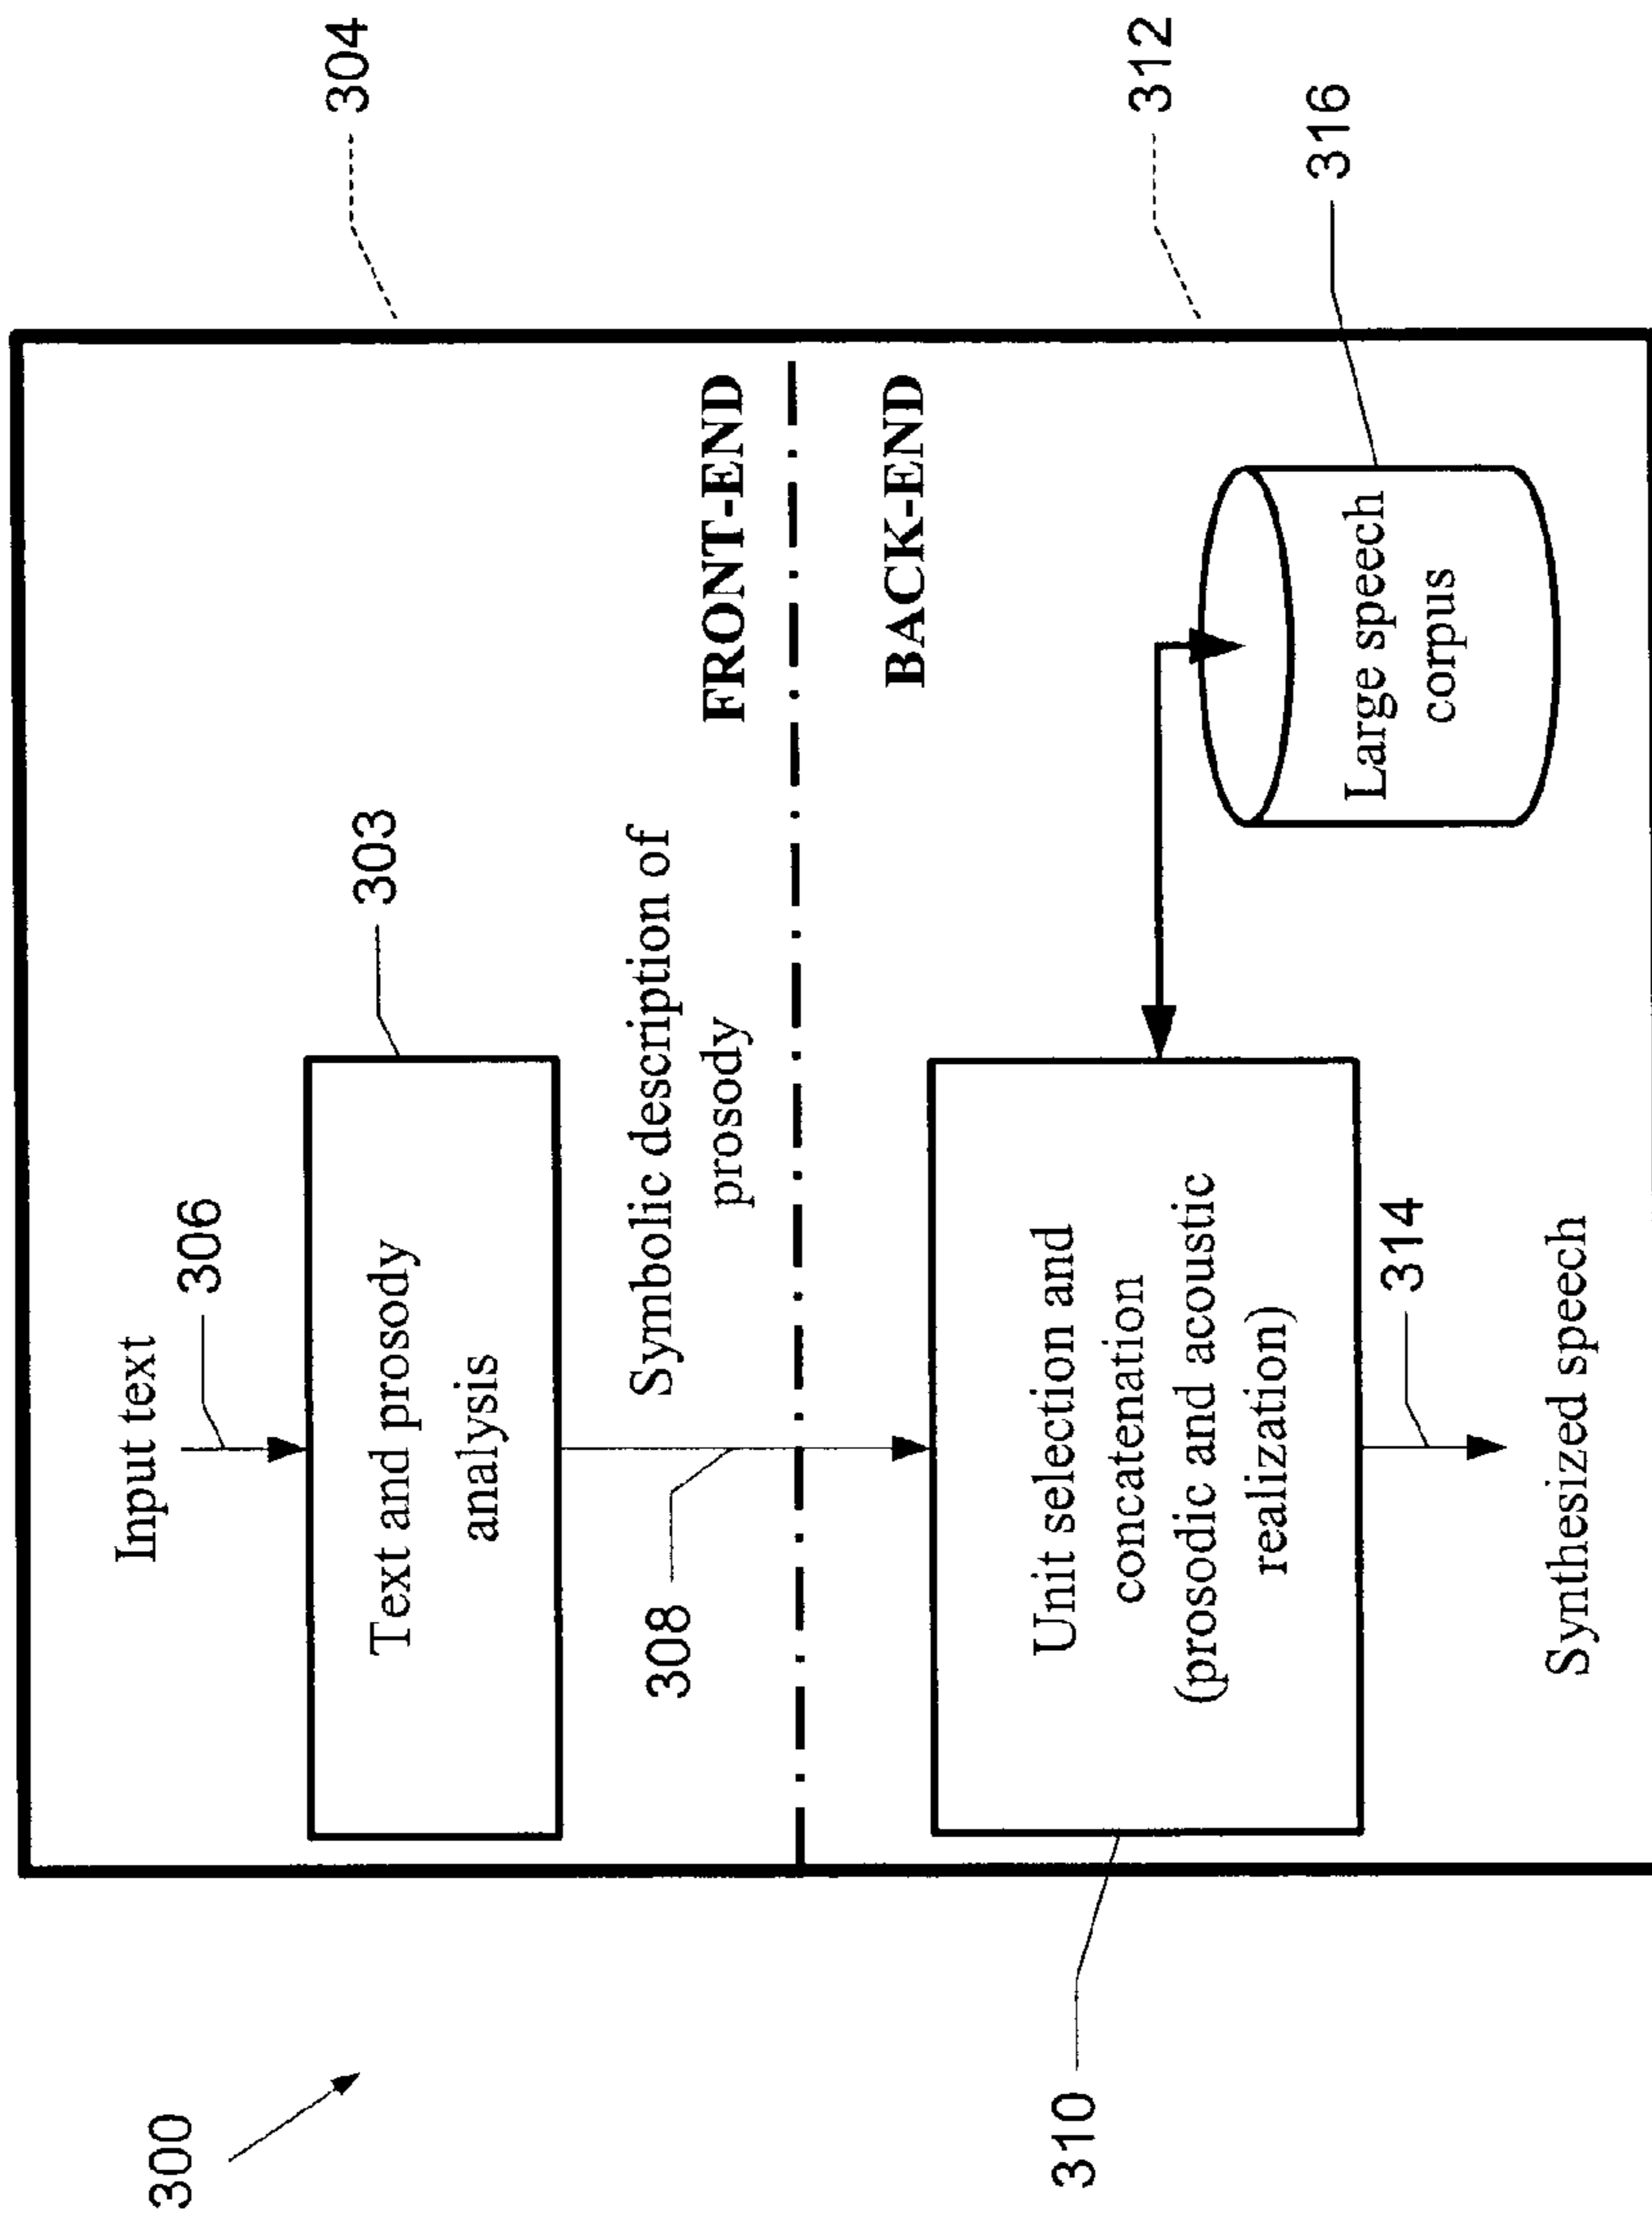 300
304
Input text
306
303
Text and prosody
analysis
308
Symbolic description of
prosody
FRONT-END
BACK-END
312
310
Unit selection and
concatenation
(prosodic and acoustic
realization)
316
Large speech
corpus
314
Synthesized speech